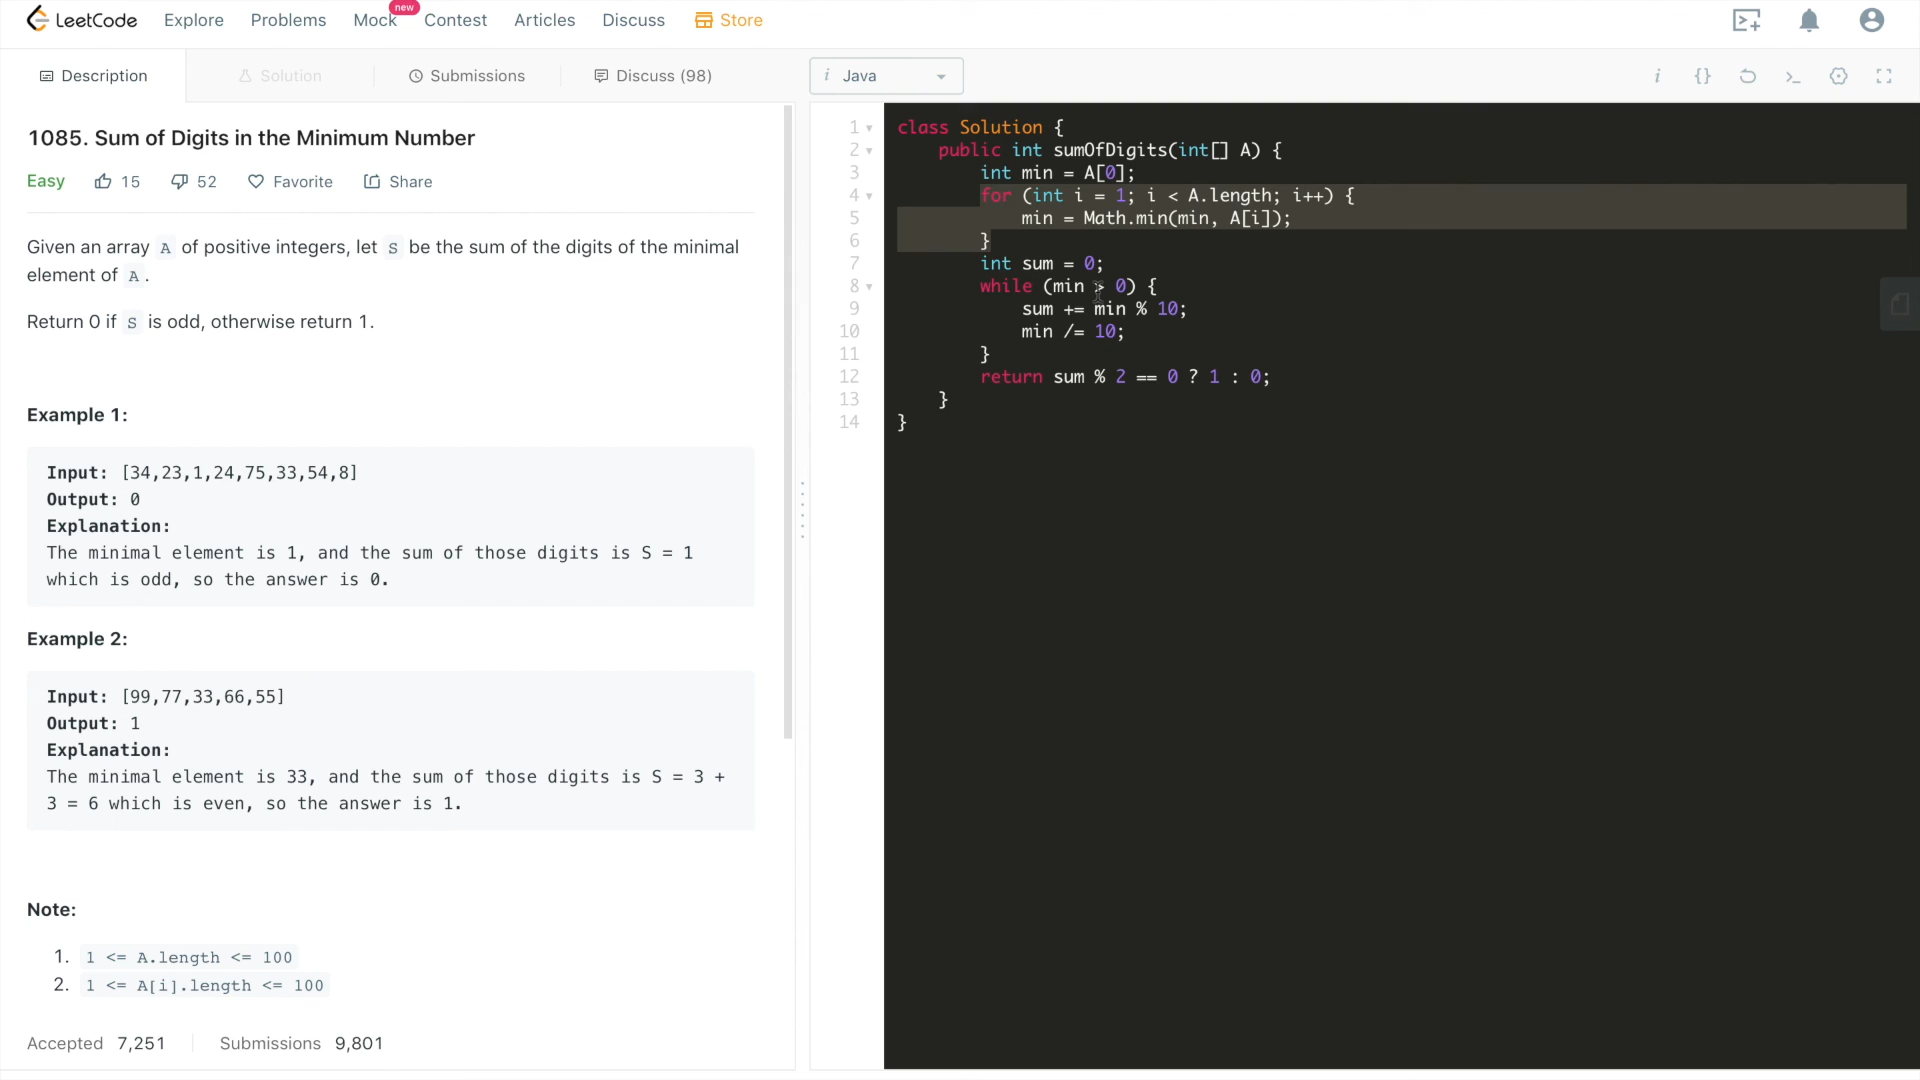 LeetCode Explore Problems Mock new Contest Articles Discuss Store
Description Solution Submissions Discuss (98) i Java
1085. Sum of Digits in the Minimum Number
Easy 15 52 Favorite Share
Given an array A of positive integers, let S be the sum of the digits of the minimal
element of A.
Return 0 if S is odd, otherwise return 1.
Example 1:
Input: [34,23,1,24,75,33,54,8]
Output: 0
Explanation:
The minimal element is 1, and the sum of those digits is S = 1
which is odd, so the answer is 0.
Example 2:
Input: [99,77,33,66,55]
Output: 1
Explanation:
The minimal element is 33, and the sum of those digits is S = 3 +
3 = 6 which is even, so the answer is 1.
Note:
1. 1 <= A.length <= 100
2. 1 <= A[i].length <= 100
Accepted 7,251 Submissions 9,801
1 class Solution {
2 public int sumOfDigits(int[] A) {
3 int min = A[0];
4 for (int i = 1; i < A.length; i++) {
5 min = Math.min(min, A[i]);
6 }
7 int sum = 0;
8 while (min > 0) {
9 sum += min % 10;
10 min /= 10;
11 }
12 return sum % 2 == 0 ? 1 : 0;
13 }
14 }